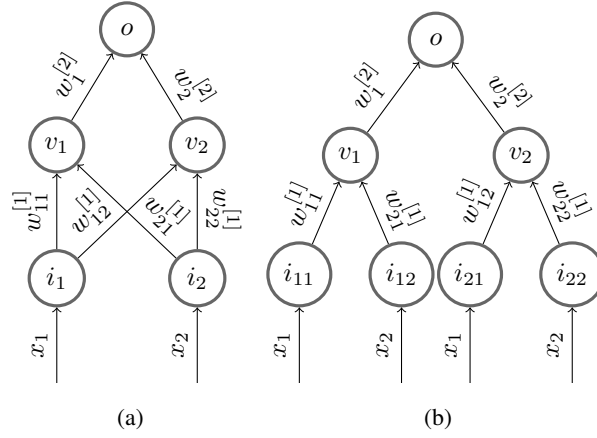 o o
w_1^{[2]} w_2^{[2]} w_1^{[2]} w_2^{[2]}
v_1 v_2 v_1 v_2
w_{11}^{[1]} w_{12}^{[1]} w_{21}^{[1]} w_{22}^{[1]} w_{11}^{[1]} w_{21}^{[1]} w_{12}^{[1]} w_{22}^{[1]}
i_1 i_2 i_{11} i_{12} i_{21} i_{22}
x_1 x_2 x_1 x_2 x_1 x_2
(a) (b)